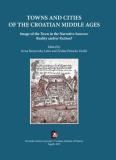 TOWNS AND CITIES
OF THE CROATIAN MIDDLE AGES
Image of the Town in the Narrative Sources:
Reality and/or Fiction?
Edited by
Irena Benyovsky Latin and Zrinka Pešorda Vardić